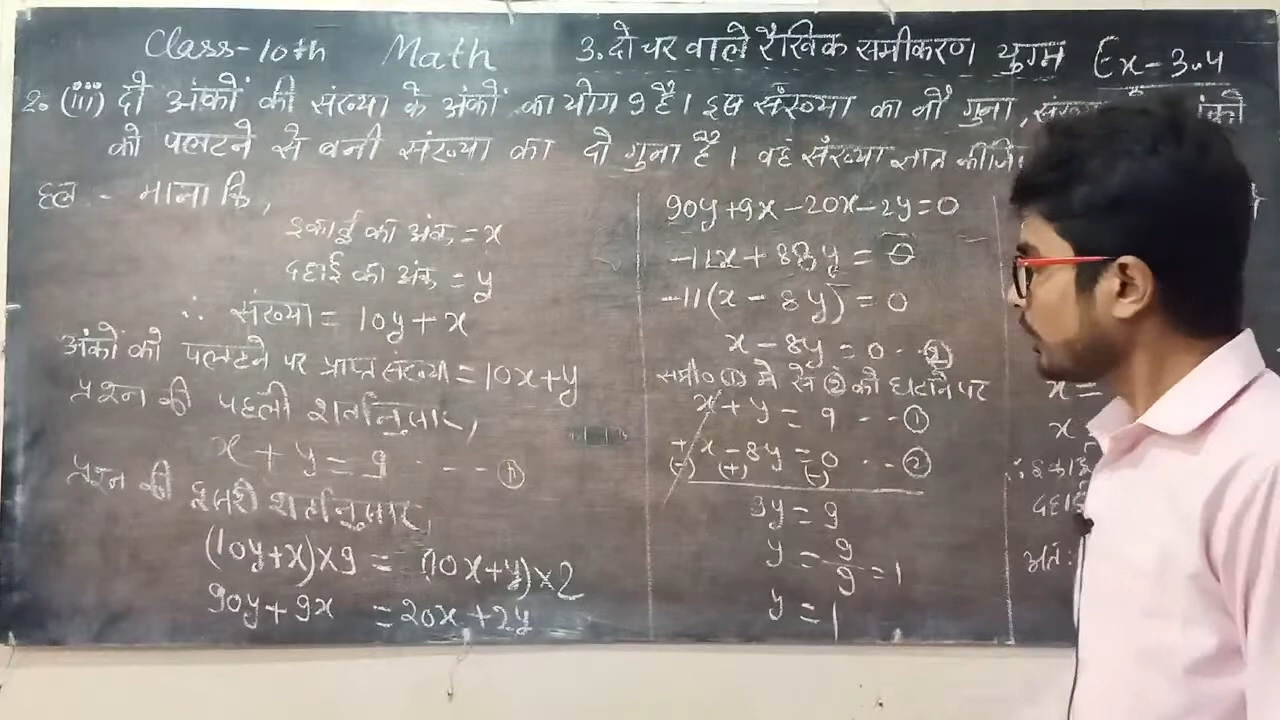 Class-10th Math 3. दो चर वाले रैखिक समीकरण युग्म Ex-3.4
2. (iii) दो अंकों की संख्या के अंकों का योग 9 है। इस संख्या का नौ गुना, संख्या अंकों
को पलटने से बनी संख्या का दो गुना है। वह संख्या ज्ञात
हल - माना कि,
इकाई का अंक = x
दहाई का अंक = y
∴ संख्या = 10y+x
अंकों को पलटने पर प्राप्त संख्या = 10x+y
प्रश्न की पहली शर्तानुसार,
x + y = 9 ---- ①
प्रश्न की दूसरी शर्तानुसार,
(10y+x)×9 = (10x+y)×2
90y+9x = 20x+2y
90y+9x-20x-2y=0
-11x+88y = 0
-11(x - 8y) = 0
x - 8y = 0 -- ②
समी० ① में से ② को घटाने पर
x + y = 9 --- ①
x - 8y = 0 --- ②
(-) (+) (-)
9y = 9
y = 9/9 = 1
y = 1
x =
x
∴ इकाई
दहाई
अतः